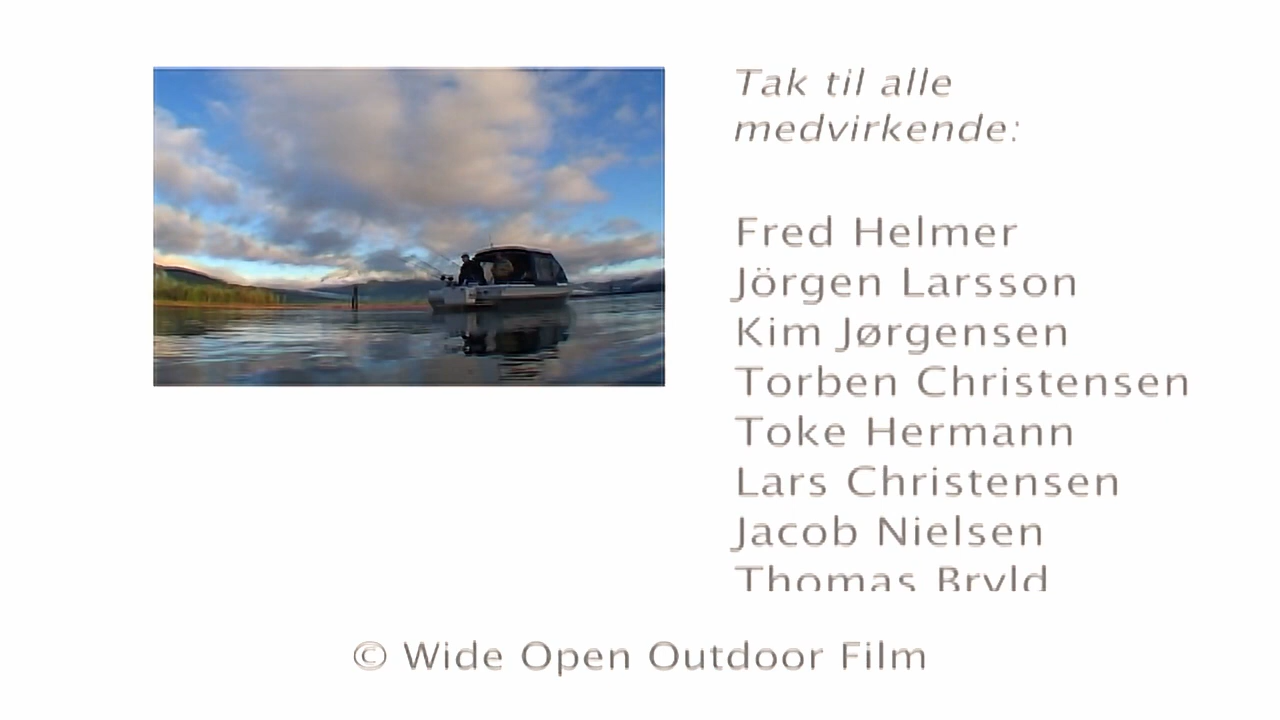 Tak til alle
medvirkende:
Fred Helmer
Jörgen Larsson
Kim Jørgensen
Torben Christensen
Toke Hermann
Lars Christensen
Jacob Nielsen
Thomas Bryld
© Wide Open Outdoor Film